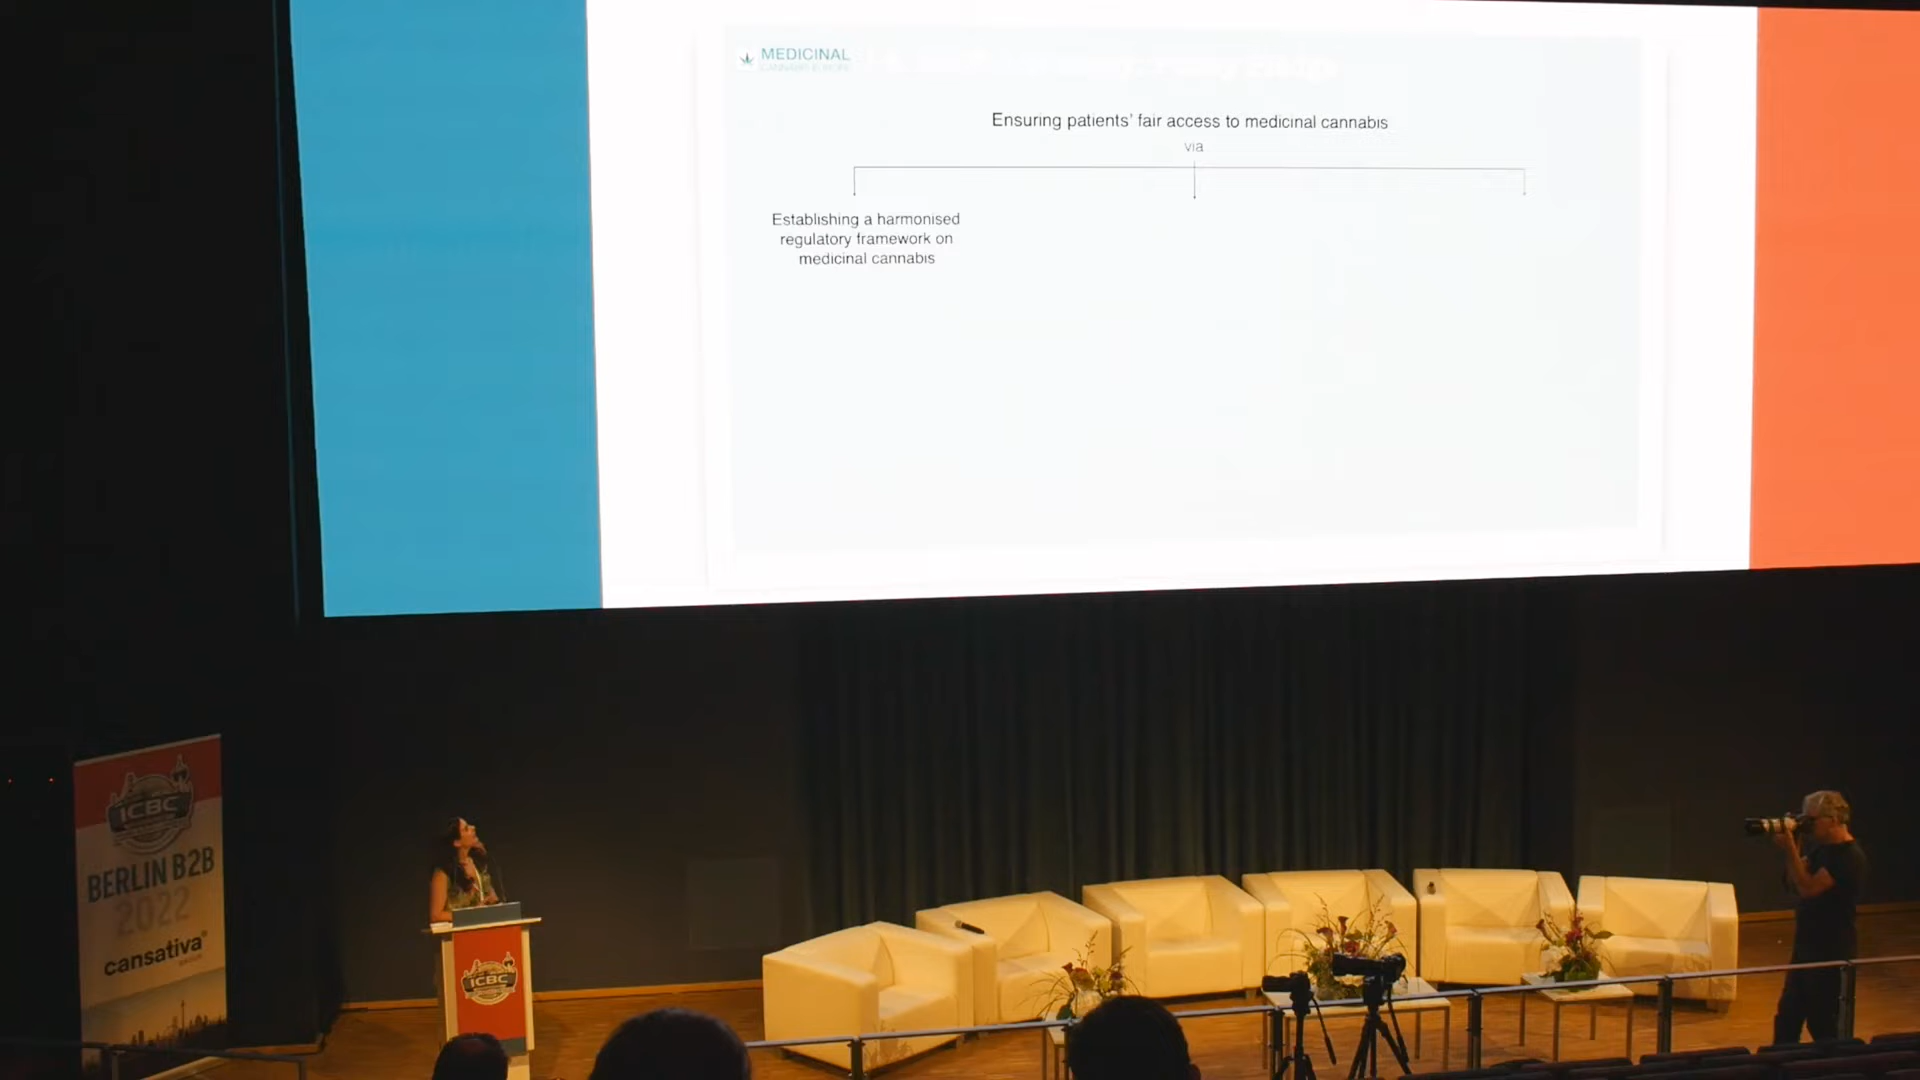 MEDICINAL
Ensuring patients' fair access to medicinal cannabis
via
Establishing a harmonised
regulatory framework on
medicinal cannabis
ICBC
BERLIN B2B
2022
cansativa
GROUP
ICBC